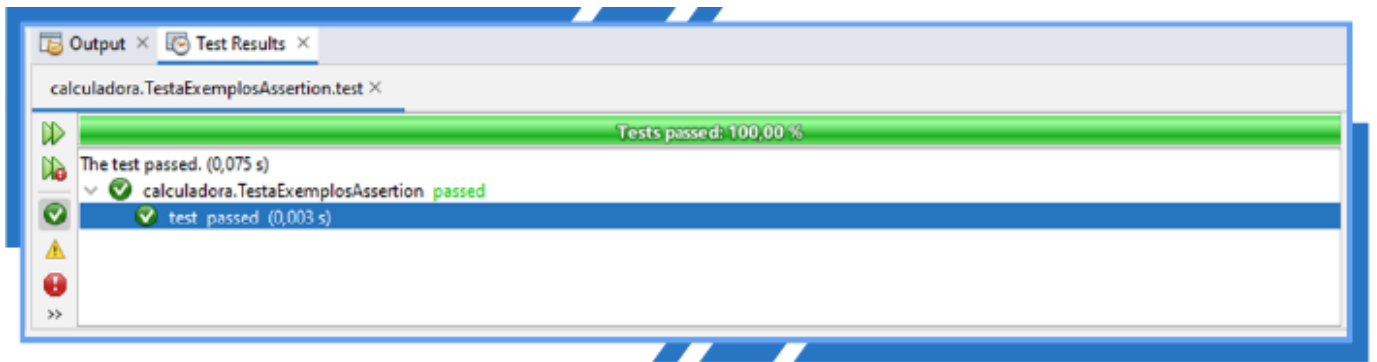 Output × Test Results ×
calculadora.TestaExemplosAssertion.test ×
Tests passed: 100,00 %
The test passed. (0,075 s)
calculadora.TestaExemplosAssertion passed
test passed (0,003 s)
>>